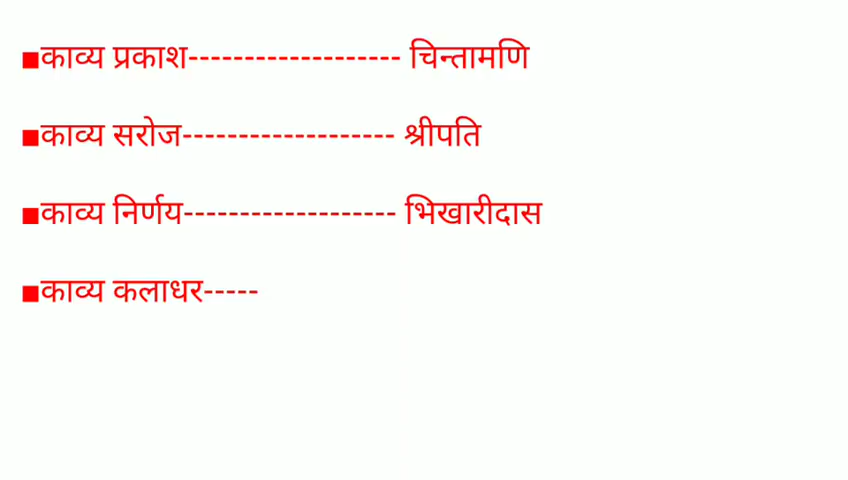 ■काव्य प्रकाश------------------- चिन्तामणि
■काव्य सरोज------------------- श्रीपति
■काव्य निर्णय------------------- भिखारीदास
■काव्य कलाधर-----